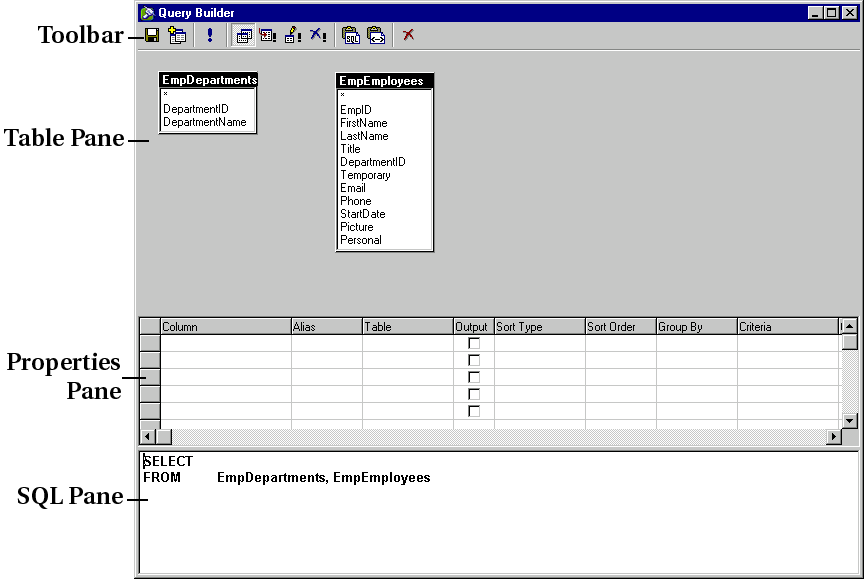 Query Builder
Toolbar
SQL
Table Pane
EmpDepartments
*
DepartmentID
DepartmentName
EmpEmployees
*
EmpID
FirstName
LastName
Title
DepartmentID
Temporary
Email
Phone
StartDate
Picture
Personal
Properties
Pane
Column Alias Table Output Sort Type Sort Order Group By Criteria
SQL Pane
SELECT
FROM EmpDepartments, EmpEmployees